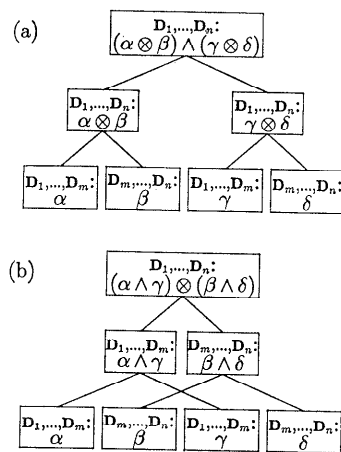 (a)
D₁,...,Dₙ:
(α ⊗ β) ∧ (γ ⊗ δ)
D₁,...,Dₙ:
α ⊗ β
D₁,...,Dₙ:
γ ⊗ δ
D₁,...,Dₘ:
α
Dₘ,...,Dₙ:
β
D₁,...,Dₘ:
γ
Dₘ,...,Dₙ:
δ
(b)
D₁,...,Dₙ:
(α ∧ γ) ⊗ (β ∧ δ)
D₁,...,Dₘ:
α ∧ γ
Dₘ,...,Dₙ:
β ∧ δ
D₁,...,Dₘ:
α
Dₘ,...,Dₙ:
β
D₁,...,Dₘ:
γ
Dₘ,...,Dₙ:
δ